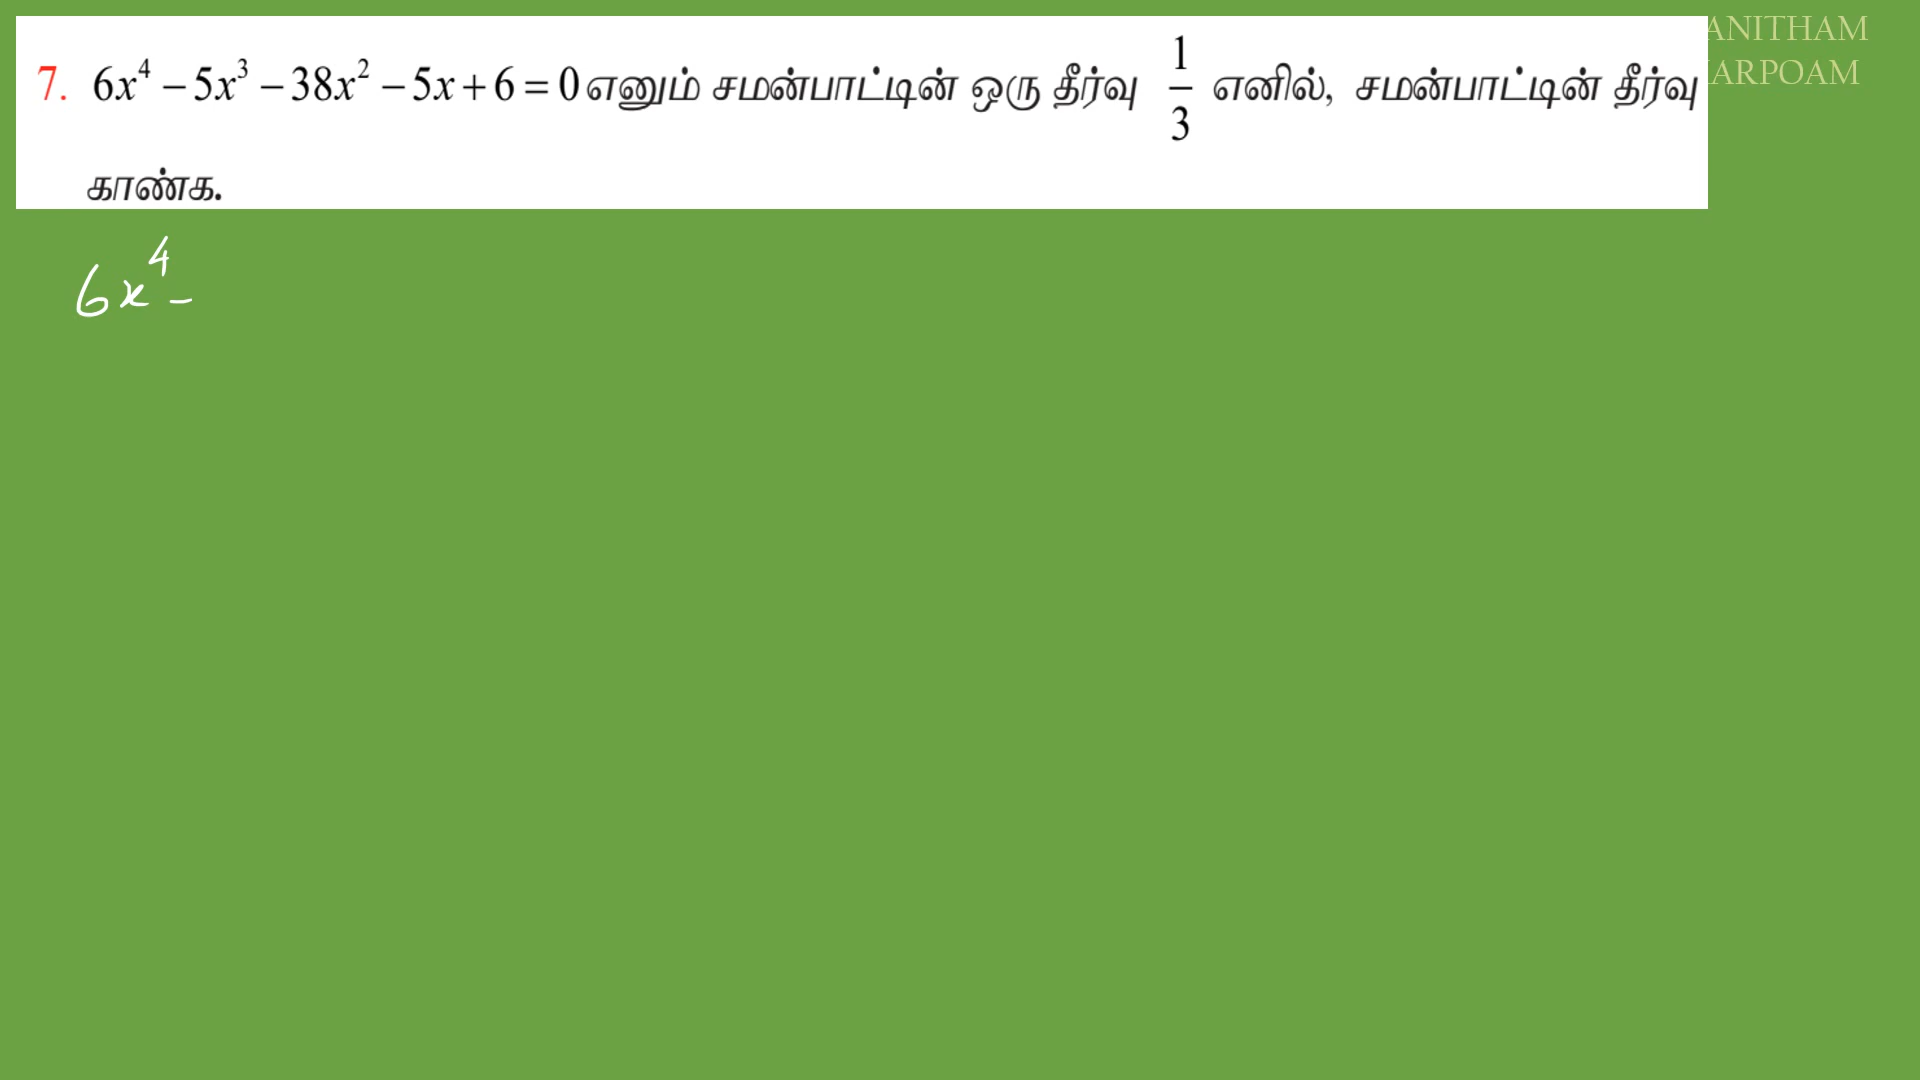 7. 6x⁴ − 5x³ − 38x² − 5x + 6 = 0 எனும் சமன்பாட்டின் ஒரு தீர்வு 1/3 எனில், சமன்பாட்டின் தீர்வு
காண்க.
ANITHAM
ARPOAM
6x⁴ −